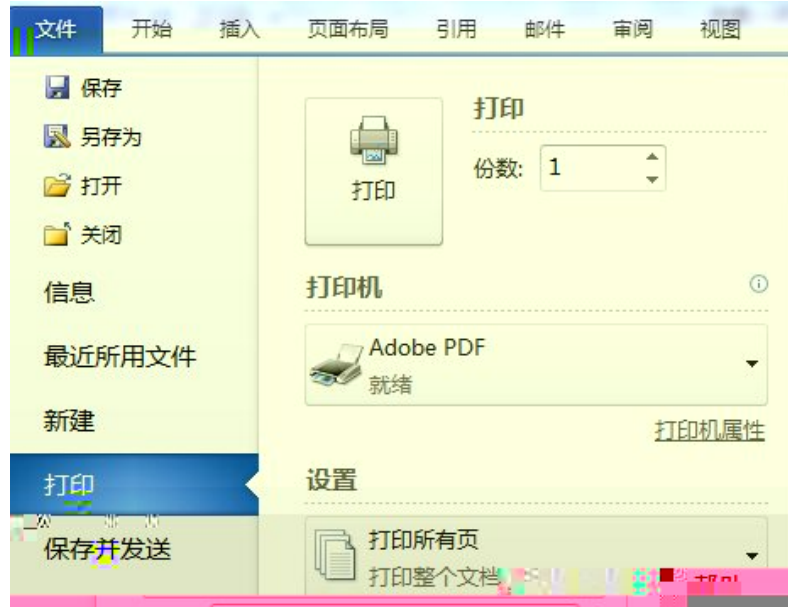 文件 开始 插入 页面布局 引用 邮件 审阅 视图
保存
另存为
打开
关闭
信息
最近所用文件
新建
打印
保存并发送
打印
打印
份数: 1
打印机
Adobe PDF
就绪
打印机属性
设置
打印所有页
打印整个文档